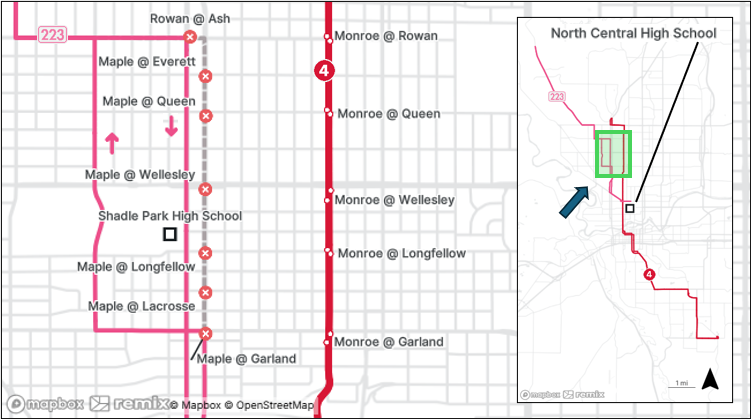 Rowan @ Ash
223
Maple @ Everett
Maple @ Queen
Maple @ Wellesley
Shadle Park High School
Maple @ Longfellow
Maple @ Lacrosse
Maple @ Garland
4
Monroe @ Rowan
Monroe @ Queen
Monroe @ Wellesley
Monroe @ Longfellow
Monroe @ Garland
mapbox remix © Mapbox © OpenStreetMap
North Central High School
223
4
1 mi
mapbox remix